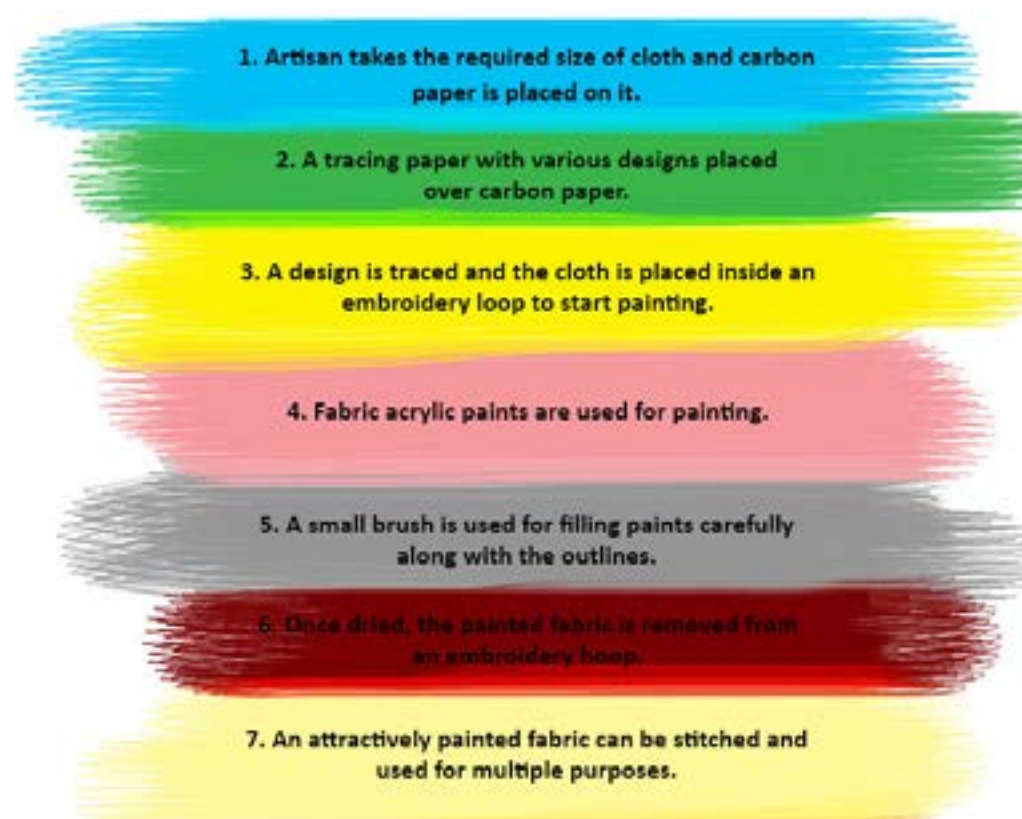 1. Artisan takes the required size of cloth and carbon
paper is placed on it.
2. A tracing paper with various designs placed
over carbon paper.
3. A design is traced and the cloth is placed inside an
embroidery loop to start painting.
4. Fabric acrylic paints are used for painting.
5. A small brush is used for filling paints carefully
along with the outlines.
6. Once dried, the painted fabric is removed from
an embroidery hoop.
7. An attractively painted fabric can be stitched and
used for multiple purposes.